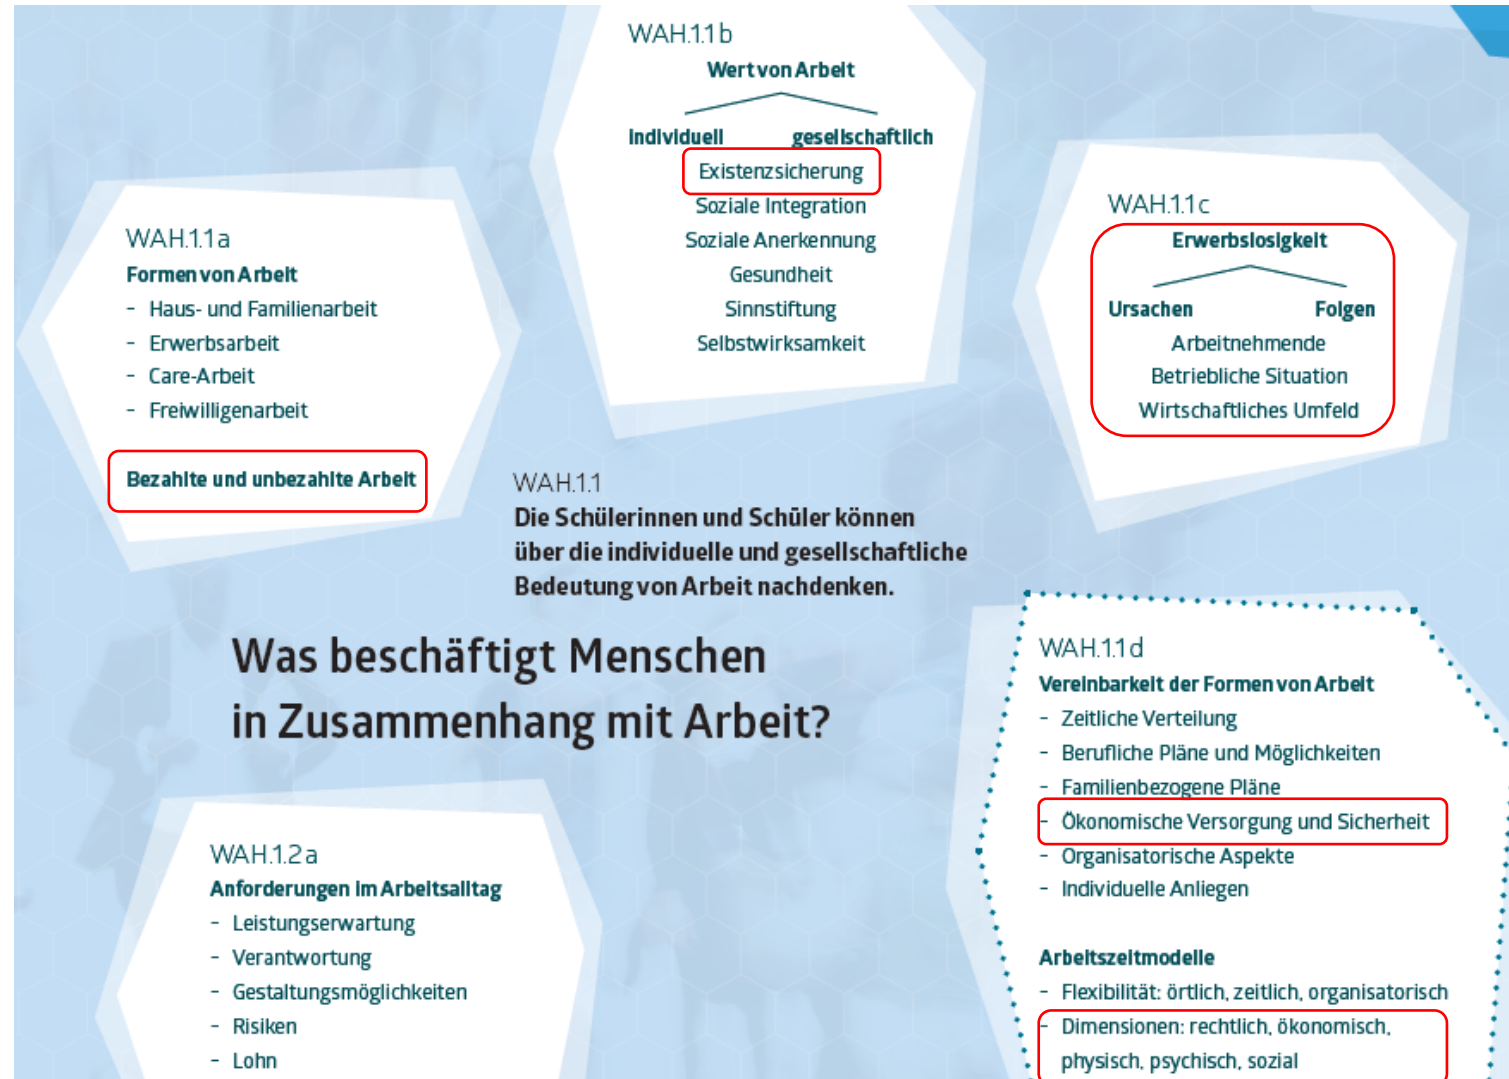 WAH.1.1b
Wert von Arbeit
individuell gesellschaftlich
Existenzsicherung
Soziale Integration
Soziale Anerkennung
Gesundheit
Sinnstiftung
Selbstwirksamkeit
WAH.1.1c
Erwerbslosigkeit
Ursachen Folgen
Arbeitnehmende
Betriebliche Situation
Wirtschaftliches Umfeld
WAH.1.1a
Formen von Arbeit
- Haus- und Familienarbeit
- Erwerbsarbeit
- Care-Arbeit
- Freiwilligenarbeit
Bezahlte und unbezahlte Arbeit
WAH.1.1
Die Schülerinnen und Schüler können
über die individuelle und gesellschaftliche
Bedeutung von Arbeit nachdenken.
Was beschäftigt Menschen
in Zusammenhang mit Arbeit?
WAH.1.1d
Vereinbarkeit der Formen von Arbeit
- Zeitliche Verteilung
- Berufliche Pläne und Möglichkeiten
- Familienbezogene Pläne
- Ökonomische Versorgung und Sicherheit
- Organisatorische Aspekte
- Individuelle Anliegen
Arbeitszeitmodelle
- Flexibilität: örtlich, zeitlich, organisatorisch
- Dimensionen: rechtlich, ökonomisch,
physisch, psychisch, sozial
WAH.1.2a
Anforderungen im Arbeitsalltag
- Leistungserwartung
- Verantwortung
- Gestaltungsmöglichkeiten
- Risiken
- Lohn